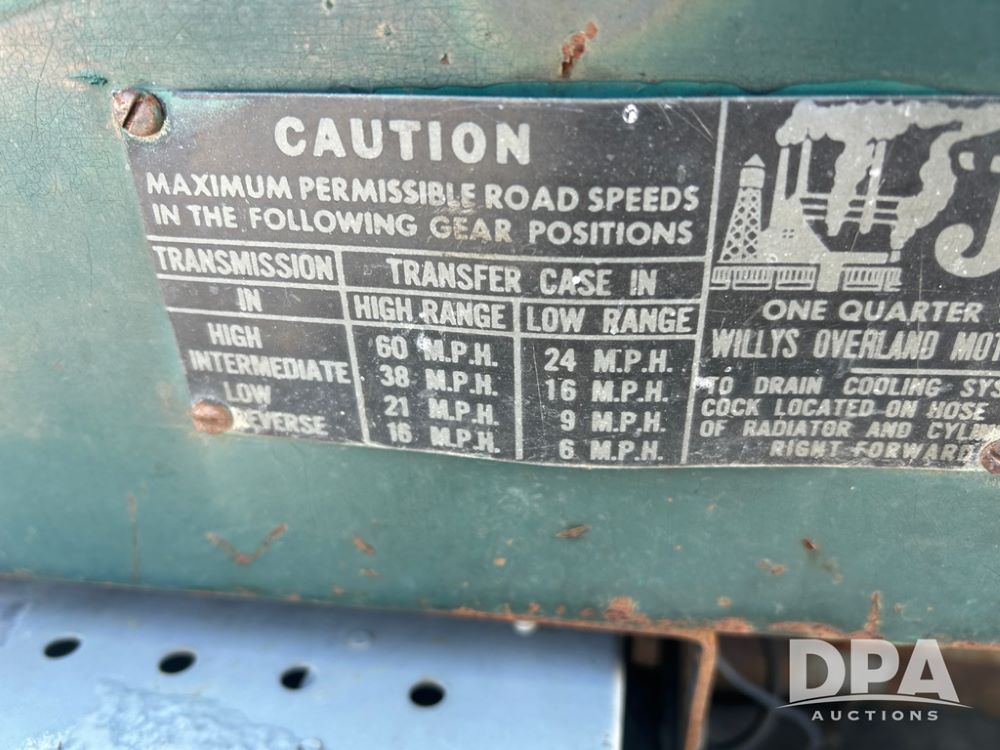 CAUTION
MAXIMUM PERMISSIBLE ROAD SPEEDS
IN THE FOLLOWING GEAR POSITIONS
TRANSMISSION IN
TRANSFER CASE IN
HIGH RANGE LOW RANGE
HIGH 60 M.P.H. 24 M.P.H.
INTERMEDIATE 38 M.P.H. 16 M.P.H.
LOW 21 M.P.H. 9 M.P.H.
REVERSE 16 M.P.H. 6 M.P.H.
J
ONE QUARTER
WILLYS OVERLAND MOT
TO DRAIN COOLING SYS
COCK LOCATED ON HOSE
OF RADIATOR AND CYLIN
RIGHT FORWARD
DPA
AUCTIONS